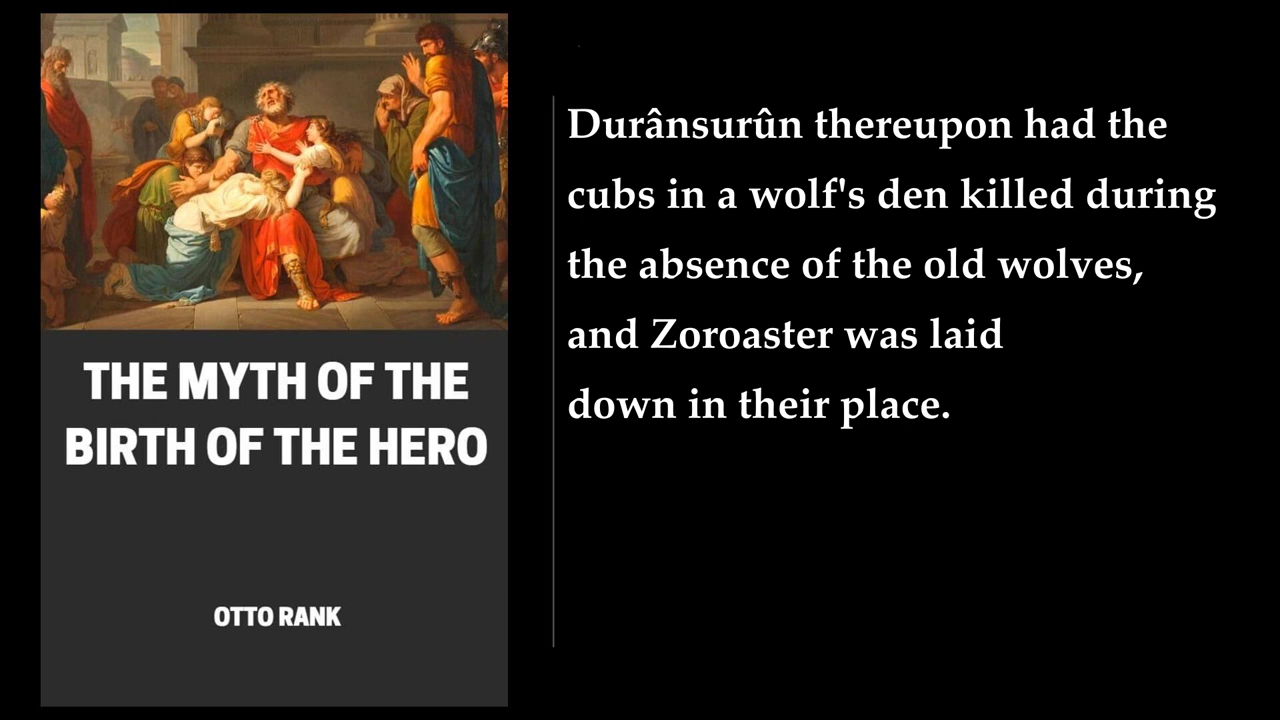 THE MYTH OF THE
BIRTH OF THE HERO
OTTO RANK
Durânsurûn thereupon had the
cubs in a wolf's den killed during
the absence of the old wolves,
and Zoroaster was laid
down in their place.